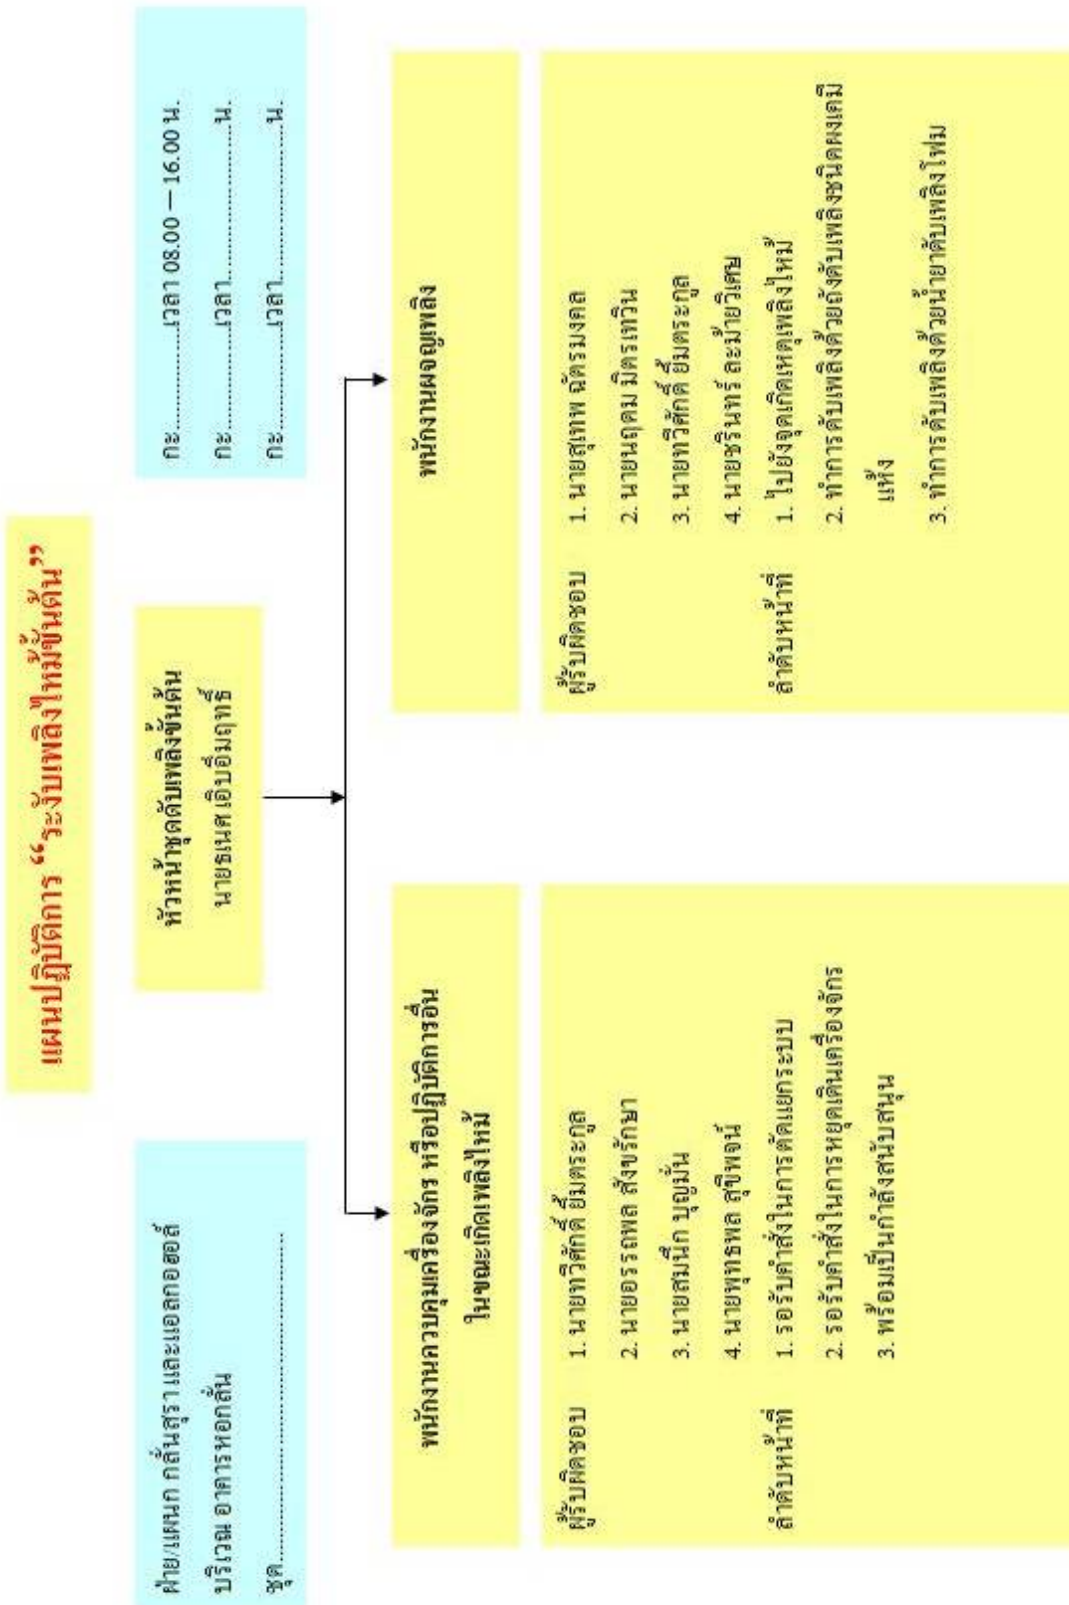 แผนปฏิบัติการ “ระงับเพลิงไหม้ขั้นต้น”
ฝ่าย/แผนก กลั่นสุรา และแอลกอฮอล์
บริเวณ อาคารหอกลั่น
ชุด..............................................
หัวหน้าชุดดับเพลิงขั้นต้น
นายธเนศ เอิบอิ่มฤทธิ์
กะ...............เวลา 08.00 – 16.00 น.
กะ...............เวลา..........................น.
กะ...............เวลา..........................น.
พนักงานควบคุมเครื่องจักร หรือปฏิบัติการอื่น
ในขณะเกิดเพลิงไหม้
ผู้รับผิดชอบ 1. นายทวีศักดิ์ ยิ้มตระกูล
2. นายอรรถพล สังขรักษา
3. นายสมนึก บุญมั่น
4. นายพุทธพล สุขิพจน์
ลำดับหน้าที่ 1. รอรับคำสั่งในการตัดแยกระบบ
2. รอรับคำสั่งในการหยุดเดินเครื่องจักร
3. พร้อมเป็นกำลังสนับสนุน
พนักงานผจญเพลิง
ผู้รับผิดชอบ 1. นายสุเทพ ฉัตรมงคล
2. นายนฤดม มิตรเทวิน
3. นายทวีศักดิ์ ยิ้มตระกูล
4. นายชรินทร์ ละม้ายวิเศษ
ลำดับหน้าที่ 1. ไปยังจุดเกิดเหตุเพลิงไหม้
2. ทำการดับเพลิงด้วยถังดับเพลิงชนิดผงเคมี
แห้ง
3. ทำการดับเพลิงด้วยน้ำยาดับเพลิงโฟม